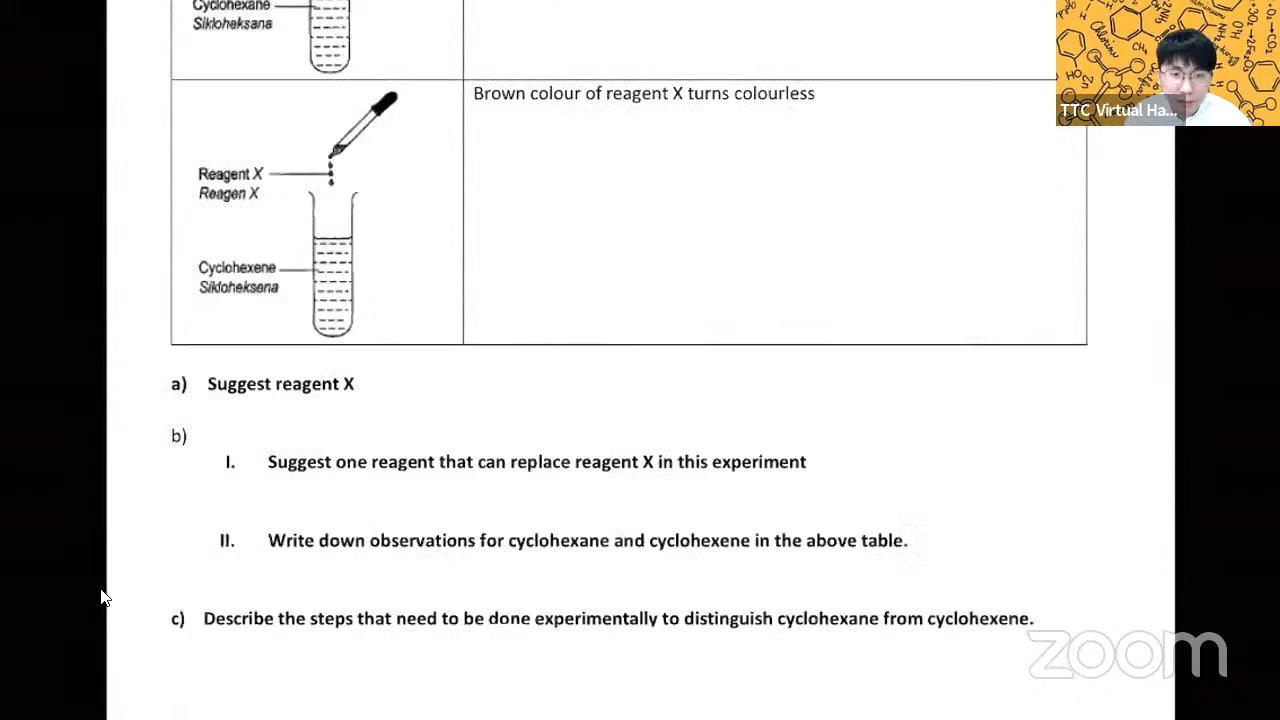 Cyclohexane
Sikloheksana
Brown colour of reagent X turns colourless
TTC Virtual Ha...
Reagent X
Reagen X
Cyclohexene
Sikloheksena
a) Suggest reagent X
b)
I. Suggest one reagent that can replace reagent X in this experiment
II. Write down observations for cyclohexane and cyclohexene in the above table.
c) Describe the steps that need to be done experimentally to distinguish cyclohexane from cyclohexene.
zoom